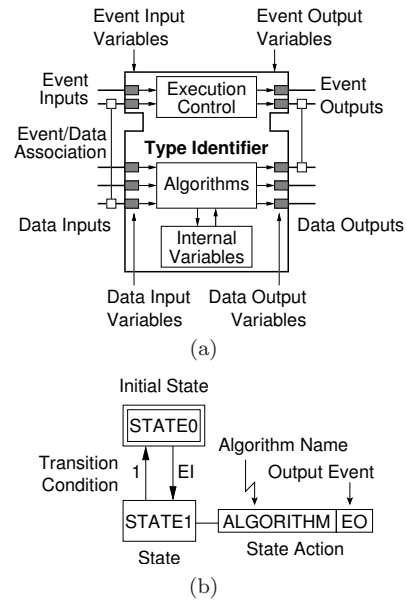 Event Input
Variables
Event Output
Variables
Event
Inputs
Execution
Control
Event
Outputs
Event/Data
Association
Type Identifier
Algorithms
Data Inputs
Internal
Variables
Data Outputs
Data Input
Variables
Data Output
Variables
(a)
Initial State
STATE0
Transition
Condition
1
EI
Algorithm Name
Output Event
STATE1
ALGORITHM
EO
State
State Action
(b)